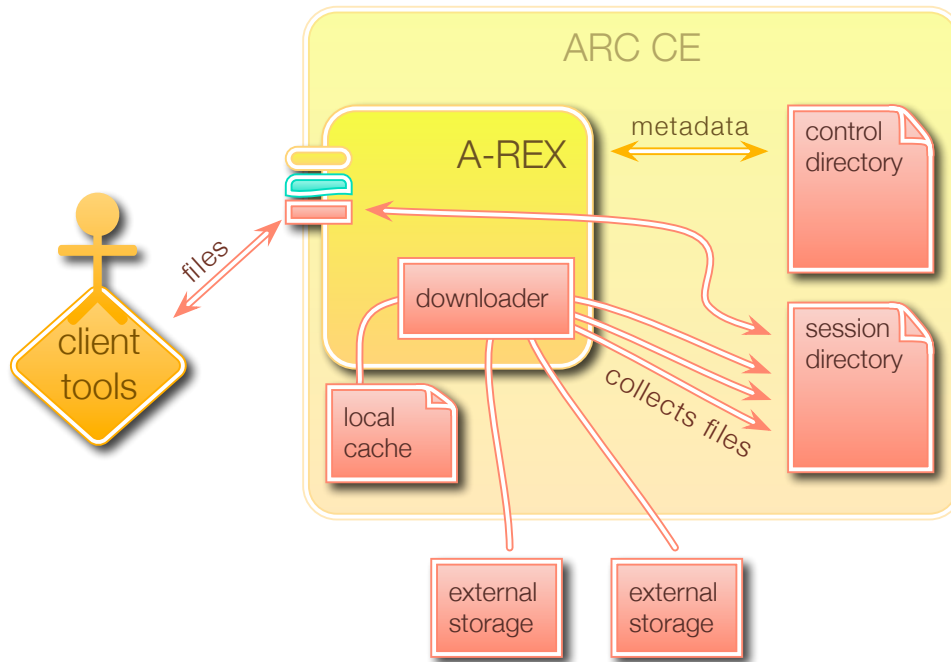 ARC CE
A-REX
metadata
control
directory
files
client
tools
downloader
session
directory
collects files
local
cache
external
storage
external
storage